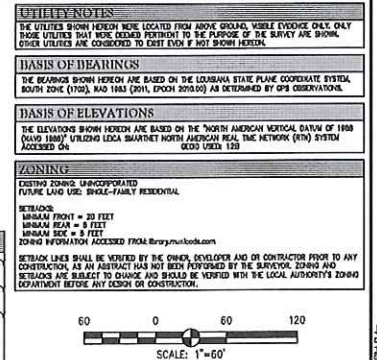 UTILITY NOTES
THE UTILITIES SHOWN HEREON WERE LOCATED FROM ABOVE GROUND, VISIBLE EVIDENCE ONLY. ONLY
THOSE UTILITIES THAT WERE DEEMED PERTINENT TO THE PURPOSE OF THE SURVEY ARE SHOWN.
OTHER UTILITIES ARE CONSIDERED TO EXIST EVEN IF NOT SHOWN HEREON.
BASIS OF BEARINGS
THE BEARINGS SHOWN HEREON ARE BASED ON THE LOUISIANA STATE PLANE COORDINATE SYSTEM,
SOUTH ZONE (1702), NAD 1983 (2011, EPOCH 2010.00) AS DETERMINED BY GPS OBSERVATIONS.
BASIS OF ELEVATIONS
THE ELEVATIONS SHOWN HEREON ARE BASED ON THE "NORTH AMERICAN VERTICAL DATUM OF 1988
(NAVD 1988)" UTILIZING LEICA SMARTNET NORTH AMERICAN REAL TIME NETWORK (RTN) SYSTEM
ACCESSED ON: GEOID USED: 12B
ZONING
EXISTING ZONING: UNINCORPORATED
FUTURE LAND USE: SINGLE-FAMILY RESIDENTIAL
SETBACKS:
MINIMUM FRONT = 20 FEET
MINIMUM REAR = 5 FEET
MINIMUM SIDE = 5 FEET
ZONING INFORMATION ACCESSED FROM: library.municode.com
SETBACK LINES SHALL BE VERIFIED BY THE OWNER, DEVELOPER AND OR CONTRACTOR PRIOR TO ANY
CONSTRUCTION, AS AN ABSTRACT HAS NOT BEEN PERFORMED BY THE SURVEYOR. ZONING AND
SETBACKS ARE SUBJECT TO CHANGE AND SHOULD BE VERIFIED WITH THE LOCAL AUTHORITY'S ZONING
DEPARTMENT BEFORE ANY DESIGN OR CONSTRUCTION.
60 0 60 120
SCALE: 1"=60'